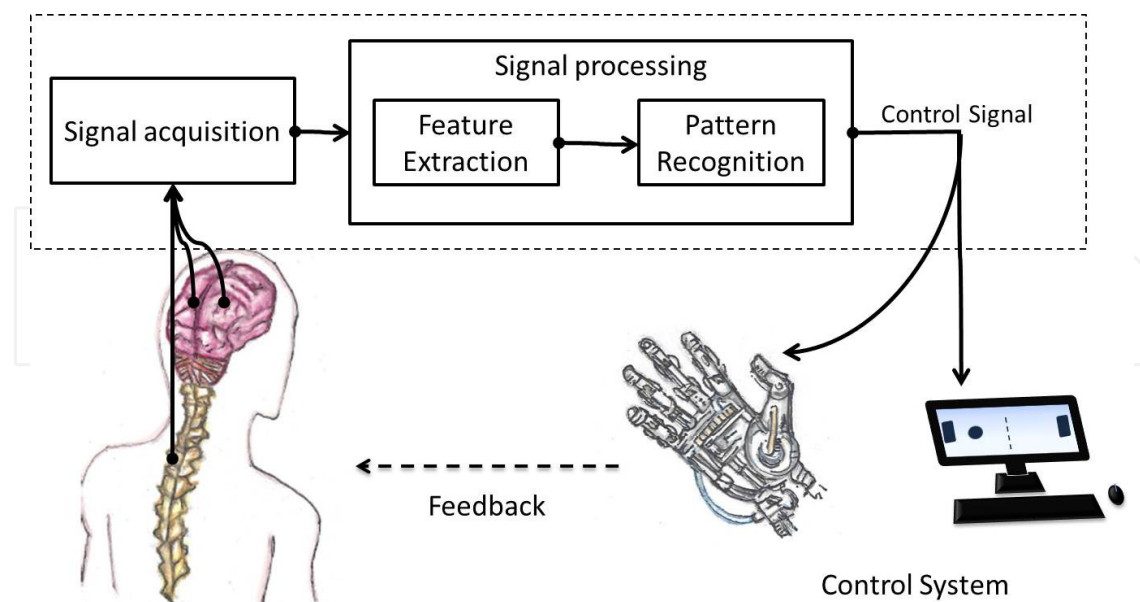 Signal processing
Signal acquisition
Feature
Extraction
Pattern
Recognition
Control Signal
Feedback
Control System